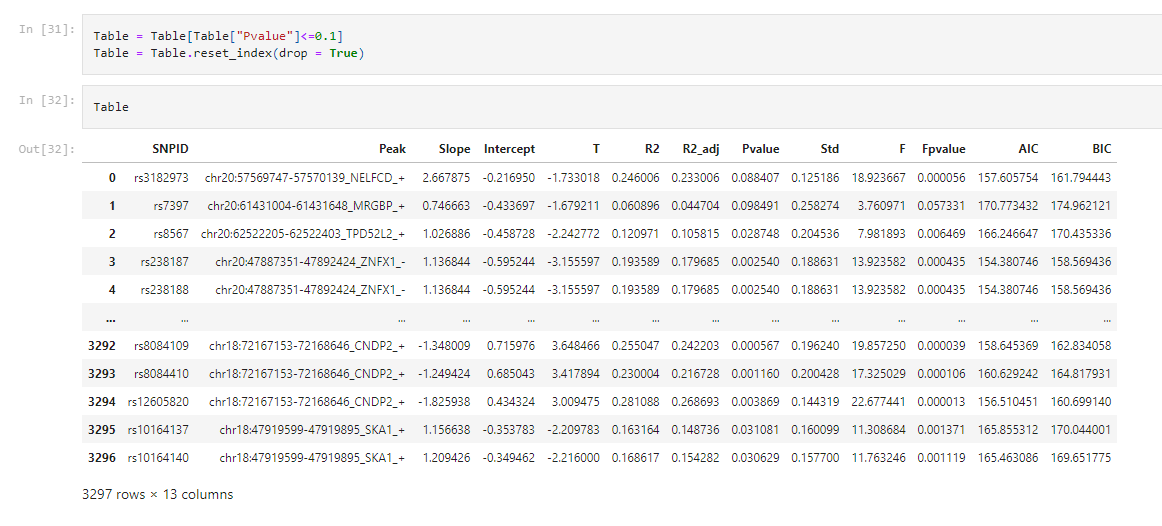 In [31]:
Table = Table[Table["Pvalue"]<=0.1]
Table = Table.reset_index(drop = True)
In [32]:
Table
Out[32]:
SNPID Peak Slope Intercept T R2 R2_adj Pvalue Std F Fpvalue AIC BIC
0 rs3182973 chr20:57569747-57570139_NELFCD_+ 2.667875 -0.216950 -1.733018 0.246006 0.233006 0.088407 0.125186 18.923667 0.000056 157.605754 161.794443
1 rs7397 chr20:61431004-61431648_MRGBP_+ 0.746663 -0.433697 -1.679211 0.060896 0.044704 0.098491 0.258274 3.760971 0.057331 170.773432 174.962121
2 rs8567 chr20:62522205-62522403_TPD52L2_+ 1.026886 -0.458728 -2.242772 0.120971 0.105815 0.028748 0.204536 7.981893 0.006469 166.246647 170.435336
3 rs238187 chr20:47887351-47892424_ZNFX1_- 1.136844 -0.595244 -3.155597 0.193589 0.179685 0.002540 0.188631 13.923582 0.000435 154.380746 158.569436
4 rs238188 chr20:47887351-47892424_ZNFX1_- 1.136844 -0.595244 -3.155597 0.193589 0.179685 0.002540 0.188631 13.923582 0.000435 154.380746 158.569436
... ... ... ... ... ... ... ... ... ... ... ... ... ...
3292 rs8084109 chr18:72167153-72168646_CNDP2_+ -1.348009 0.715976 3.648466 0.255047 0.242203 0.000567 0.196240 19.857250 0.000039 158.645369 162.834058
3293 rs8084410 chr18:72167153-72168646_CNDP2_+ -1.249424 0.685043 3.417894 0.230004 0.216728 0.001160 0.200428 17.325029 0.000106 160.629242 164.817931
3294 rs12605820 chr18:72167153-72168646_CNDP2_+ -1.825938 0.434324 3.009475 0.281088 0.268693 0.003869 0.144319 22.677441 0.000013 156.510451 160.699140
3295 rs10164137 chr18:47919599-47919895_SKA1_+ 1.156638 -0.353783 -2.209783 0.163164 0.148736 0.031081 0.160099 11.308684 0.001371 165.855312 170.044001
3296 rs10164140 chr18:47919599-47919895_SKA1_+ 1.209426 -0.349462 -2.216000 0.168617 0.154282 0.030629 0.157700 11.763246 0.001119 165.463086 169.651775
3297 rows × 13 columns